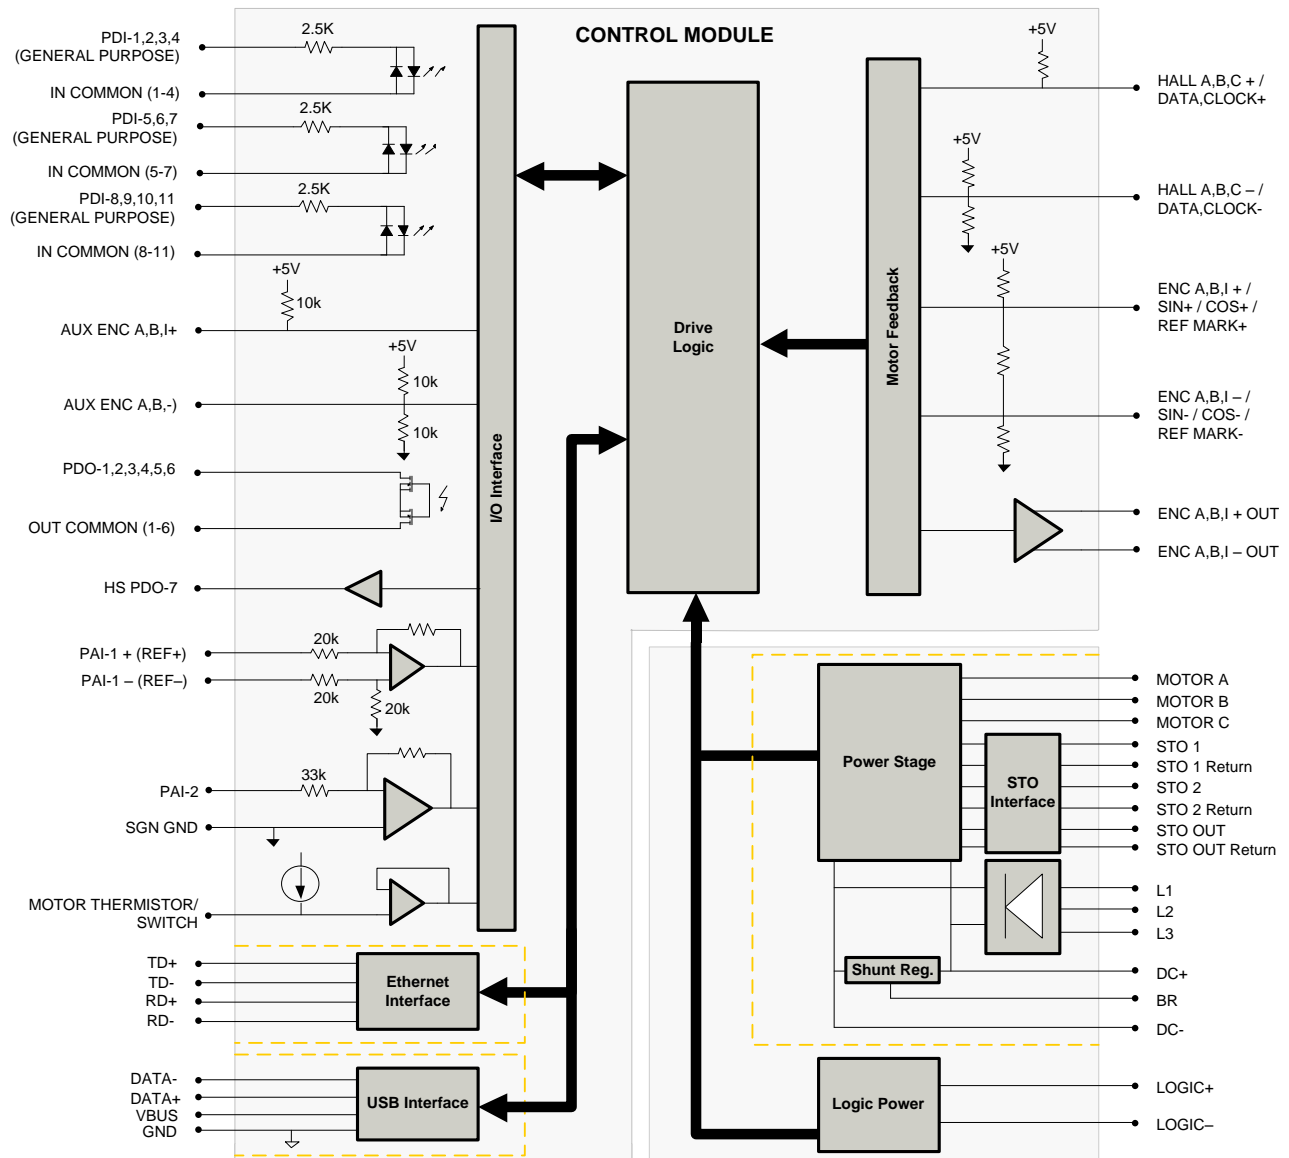 CONTROL MODULE
PDI-1,2,3,4
(GENERAL PURPOSE)
2.5K
IN COMMON (1-4)
PDI-5,6,7
(GENERAL PURPOSE)
2.5K
IN COMMON (5-7)
PDI-8,9,10,11
(GENERAL PURPOSE)
2.5K
IN COMMON (8-11)
+5V
10k
AUX ENC A,B,I+
+5V
10k
AUX ENC A,B,-)
10k
PDO-1,2,3,4,5,6
OUT COMMON (1-6)
HS PDO-7
PAI-1 + (REF+)
20k
PAI-1 – (REF–)
20k
20k
PAI-2
33k
SGN GND
MOTOR THERMISTOR/
SWITCH
I/O Interface
TD+
TD-
RD+
RD-
Ethernet
Interface
DATA-
DATA+
VBUS
GND
USB Interface
Drive
Logic
Motor Feedback
+5V
HALL A,B,C + /
DATA,CLOCK+
+5V
HALL A,B,C – /
DATA,CLOCK-
+5V
ENC A,B,I + /
SIN+ / COS+ /
REF MARK+
ENC A,B,I – /
SIN- / COS- /
REF MARK-
ENC A,B,I + OUT
ENC A,B,I – OUT
Power Stage
MOTOR A
MOTOR B
MOTOR C
STO
Interface
STO 1
STO 1 Return
STO 2
STO 2 Return
STO OUT
STO OUT Return
L1
L2
L3
Shunt Reg.
DC+
BR
DC-
Logic Power
LOGIC+
LOGIC–